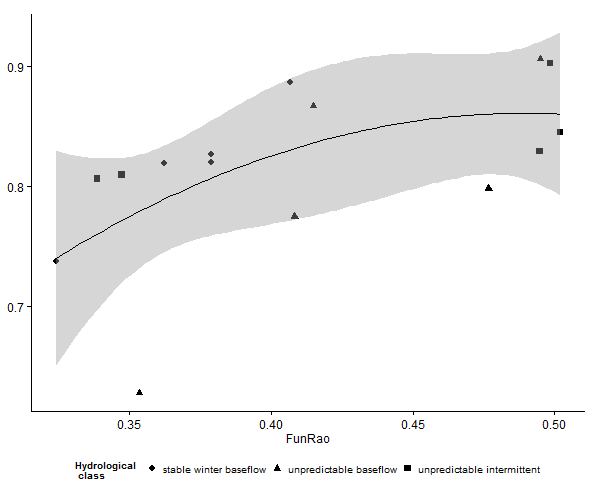 0.9
0.8
0.7
0.35 0.40 0.45 0.50
FunRao
Hydrological class stable winter baseflow unpredictable baseflow unpredictable intermittent